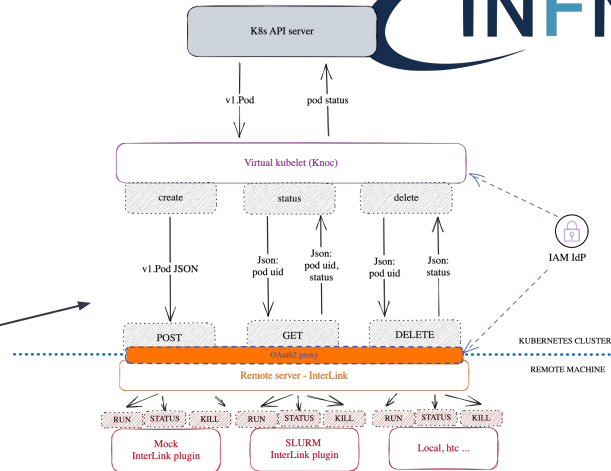 INFN
K8s API server
v1.Pod
pod status
Virtual kubelet (Knoc)
create
status
delete
IAM IdP
v1.Pod JSON
Json:
pod uid
Json:
pod uid,
status
Json:
pod uid
Json:
status
POST
GET
DELETE
KUBERNETES CLUSTER
OAuth2 proxy
REMOTE MACHINE
Remote server - InterLink
RUN STATUS KILL RUN STATUS KILL RUN STATUS KILL
Mock
InterLink plugin
SLURM
InterLink plugin
Local, htc ...